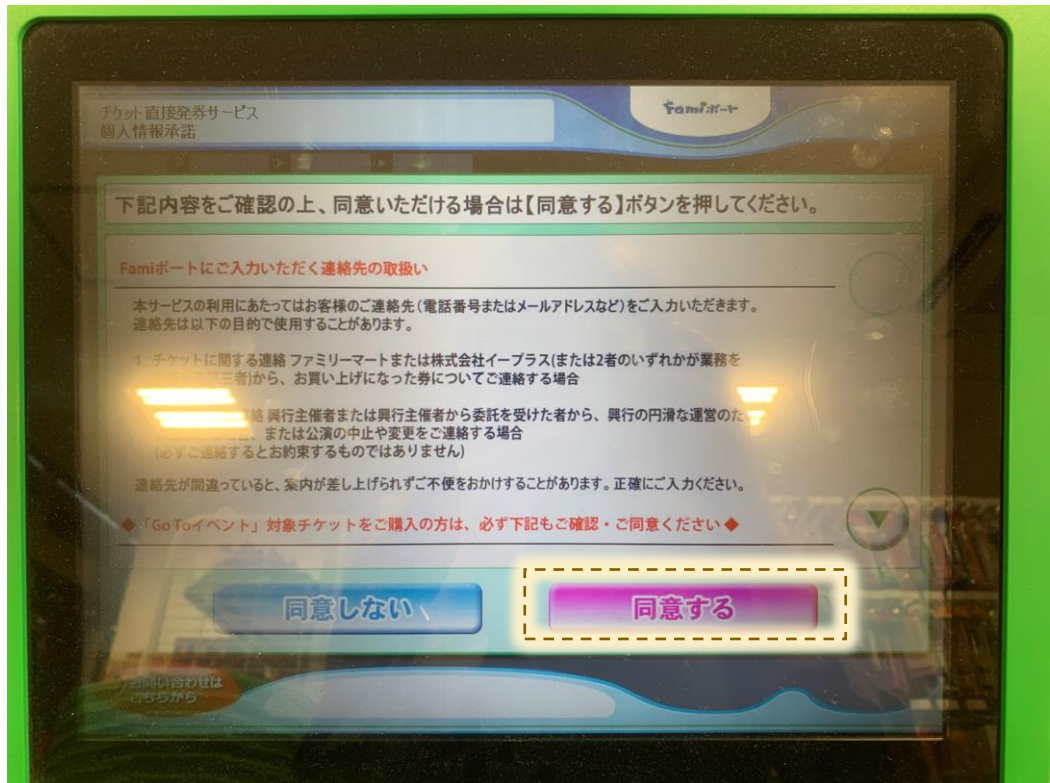 チケット直接発券サービス
個人情報承諾
Famiポート
下記内容をご確認の上、同意いただける場合は【同意する】ボタンを押してください。
Famiポートにご入力いただく連絡先の取扱い
本サービスの利用にあたってはお客様のご連絡先(電話番号またはメールアドレスなど)をご入力いただきます。
連絡先は以下の目的で使用することがあります。
1. チケットに関する連絡 ファミリーマートまたは株式会社イープラス(または2者のいずれかが業務を
三者)から、お買い上げになった券についてご連絡する場合
絡 興行主催者または興行主催者から委託を受けた者から、興行の円滑な運営のた
、または公演の中止や変更をご連絡する場合
(必ずご連絡するとお約束するものではありません)
連絡先が間違っていると、案内が差し上げられずご不便をおかけすることがあります。正確にご入力ください。
◆「Go Toイベント」対象チケットをご購入の方は、必ず下記もご確認・ご同意ください◆
同意しない
同意する
お問い合わせは
こちらから